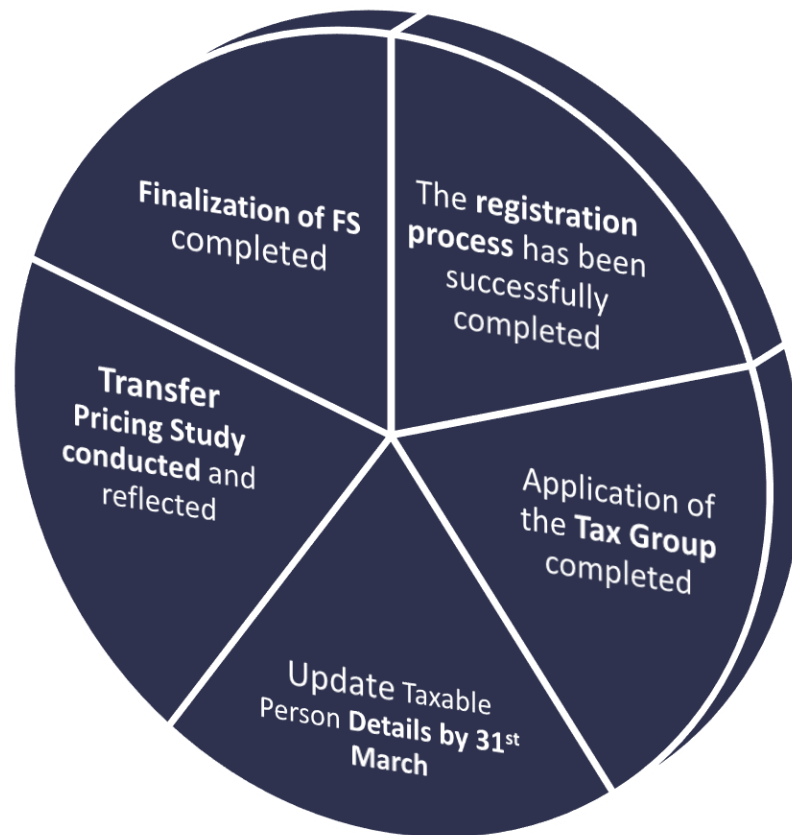 Finalization of FS
completed
The registration
process has been
successfully
completed
Transfer
Pricing Study
conducted and
reflected
Application of
the Tax Group
completed
Update Taxable
Person Details by 31st
March